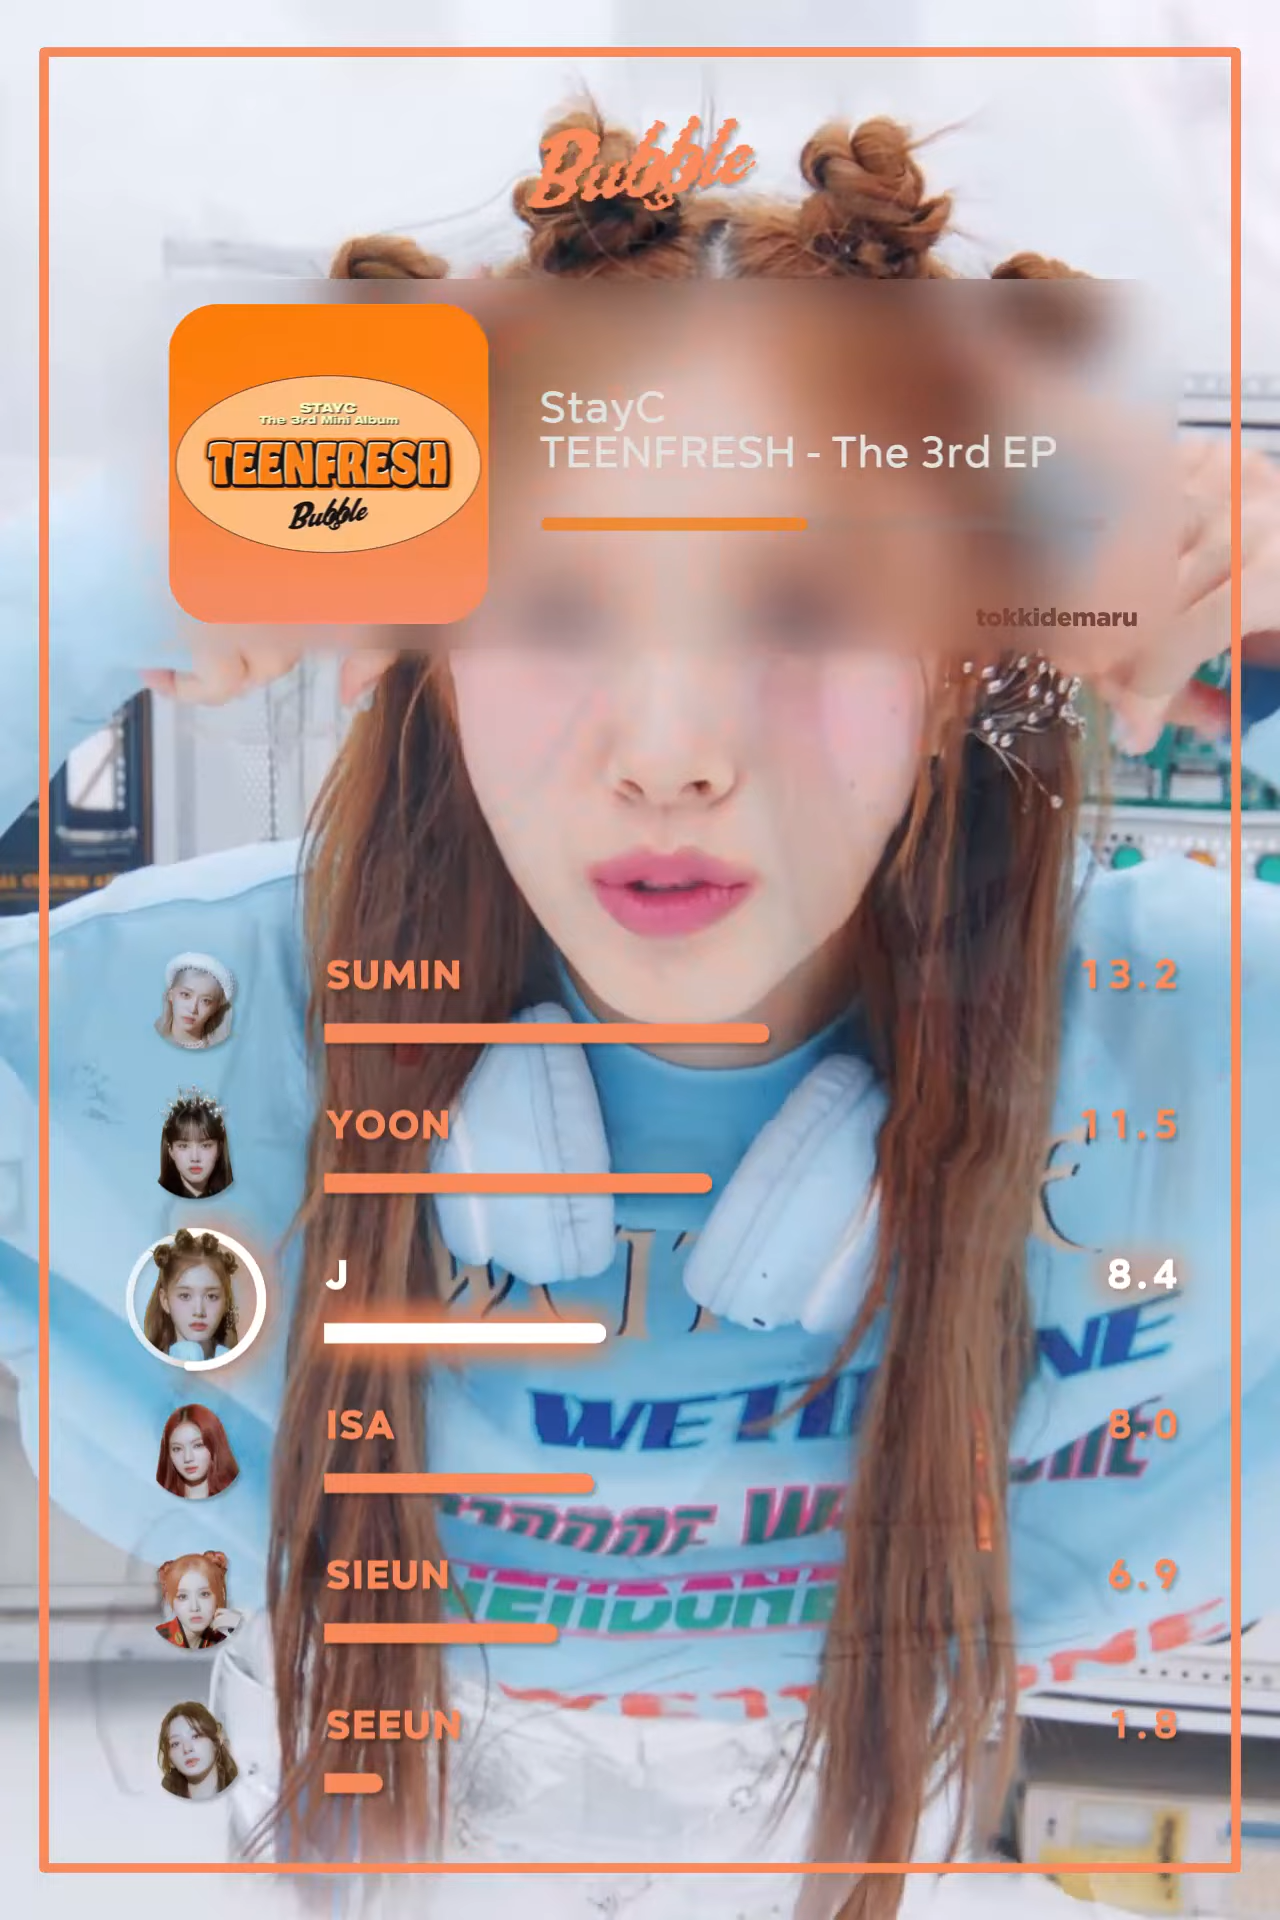 Bubble
STAYC
The 3rd Mini Album
TEENFRESH
Bubble
StayC
TEENFRESH - The 3rd EP
tokkidemaru
SUMIN 13.2
YOON 11.5
J 8.4
ISA 8.0
SIEUN 6.9
SEEUN 1.8